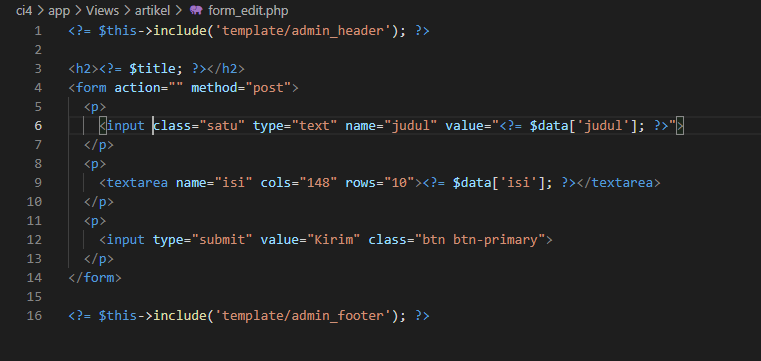 ci4 > app > Views > artikel > form_edit.php
1 <?= $this->include('template/admin_header'); ?>
2
3 <h2><?= $title; ?></h2>
4 <form action="" method="post">
5 <p>
6 <input class="satu" type="text" name="judul" value="<?= $data['judul']; ?>">
7 </p>
8 <p>
9 <textarea name="isi" cols="148" rows="10"><?= $data['isi']; ?></textarea>
10 </p>
11 <p>
12 <input type="submit" value="Kirim" class="btn btn-primary">
13 </p>
14 </form>
15
16 <?= $this->include('template/admin_footer'); ?>